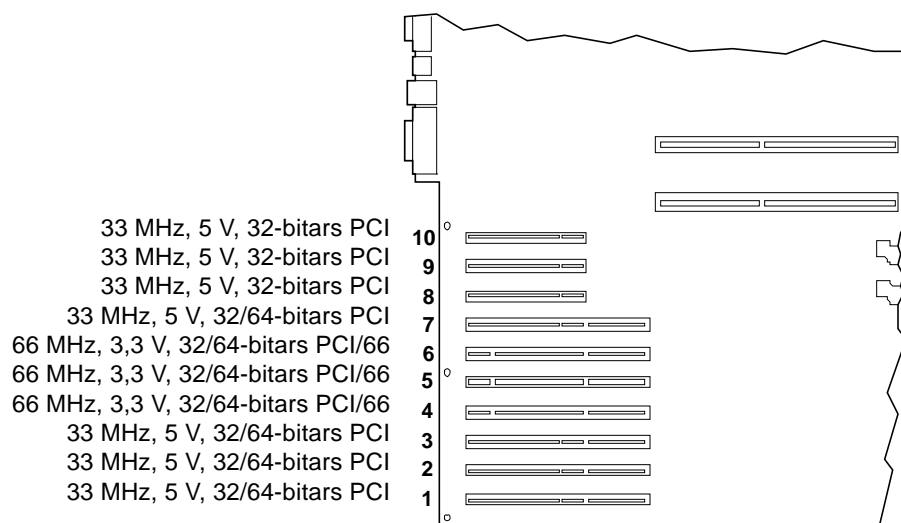 33 MHz, 5 V, 32-bitars PCI 10
33 MHz, 5 V, 32-bitars PCI 9
33 MHz, 5 V, 32-bitars PCI 8
33 MHz, 5 V, 32/64-bitars PCI 7
66 MHz, 3,3 V, 32/64-bitars PCI/66 6
66 MHz, 3,3 V, 32/64-bitars PCI/66 5
66 MHz, 3,3 V, 32/64-bitars PCI/66 4
33 MHz, 5 V, 32/64-bitars PCI 3
33 MHz, 5 V, 32/64-bitars PCI 2
33 MHz, 5 V, 32/64-bitars PCI 1